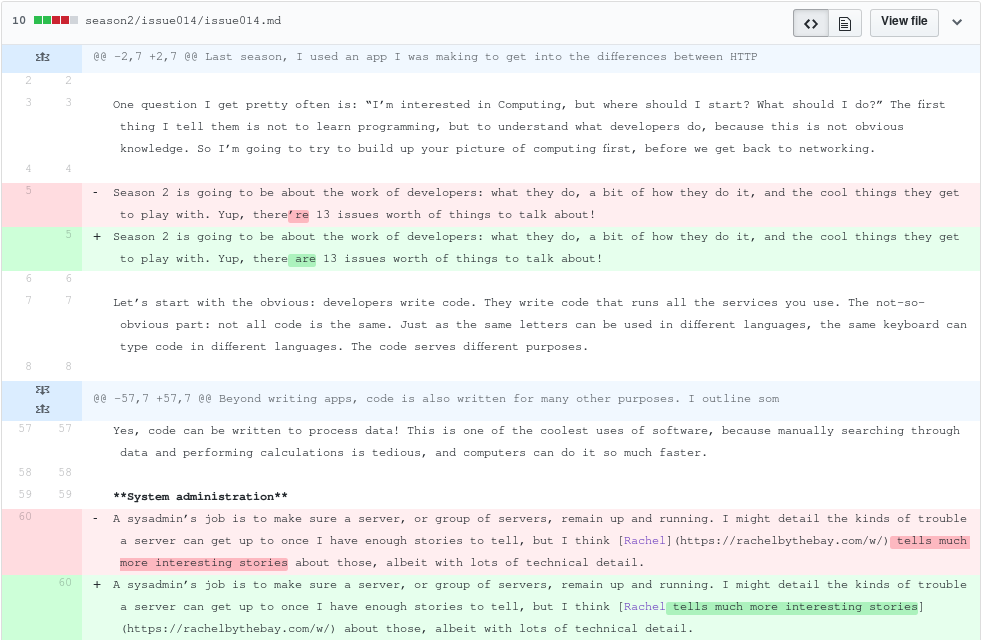 10 season2/issue014/issue014.md View file
@@ -2,7 +2,7 @@ Last season, I used an app I was making to get into the differences between HTTP
2 2
3 3 One question I get pretty often is: “I’m interested in Computing, but where should I start? What should I do?” The first
thing I tell them is not to learn programming, but to understand what developers do, because this is not obvious
knowledge. So I’m going to try to build up your picture of computing first, before we get back to networking.
4 4
5 - Season 2 is going to be about the work of developers: what they do, a bit of how they do it, and the cool things they get
to play with. Yup, there’re 13 issues worth of things to talk about!
5 + Season 2 is going to be about the work of developers: what they do, a bit of how they do it, and the cool things they get
to play with. Yup, there are 13 issues worth of things to talk about!
6 6
7 7 Let’s start with the obvious: developers write code. They write code that runs all the services you use. The not-so-
obvious part: not all code is the same. Just as the same letters can be used in different languages, the same keyboard can
type code in different languages. The code serves different purposes.
8 8
@@ -57,7 +57,7 @@ Beyond writing apps, code is also written for many other purposes. I outline som
57 57 Yes, code can be written to process data! This is one of the coolest uses of software, because manually searching through
data and performing calculations is tedious, and computers can do it so much faster.
58 58
59 59 **System administration**
60 - A sysadmin’s job is to make sure a server, or group of servers, remain up and running. I might detail the kinds of trouble
a server can get up to once I have enough stories to tell, but I think [Rachel](https://rachelbythebay.com/w/) tells much
more interesting stories about those, albeit with lots of technical detail.
60 + A sysadmin’s job is to make sure a server, or group of servers, remain up and running. I might detail the kinds of trouble
a server can get up to once I have enough stories to tell, but I think [Rachel tells much more interesting stories]
(https://rachelbythebay.com/w/) about those, albeit with lots of technical detail.